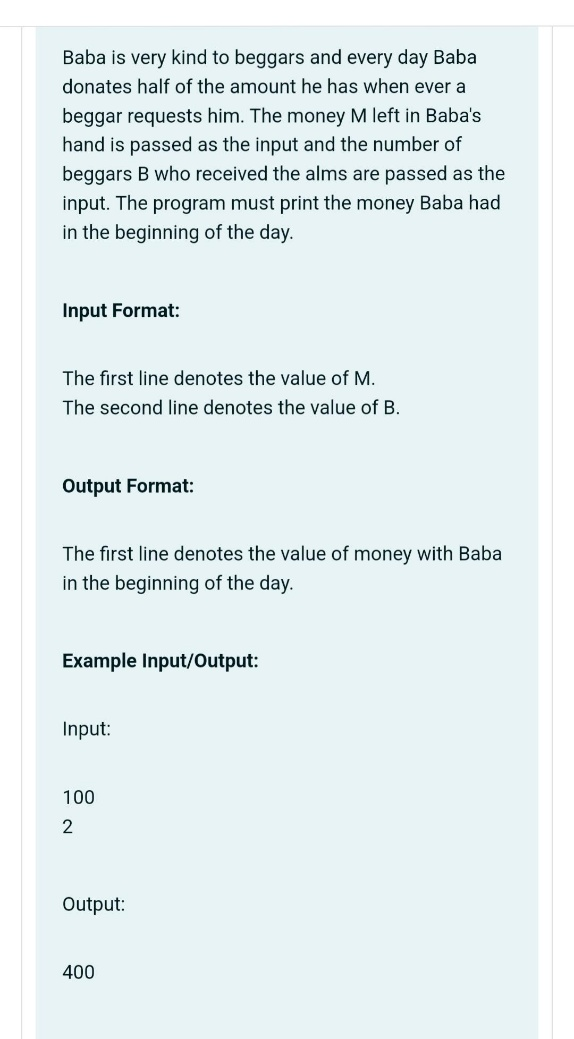 Baba is very kind to beggars and every day Baba
donates half of the amount he has when ever a
beggar requests him. The money M left in Baba's
hand is passed as the input and the number of
beggars B who received the alms are passed as the
input. The program must print the money Baba had
in the beginning of the day.
Input Format:
The first line denotes the value of M.
The second line denotes the value of B.
Output Format:
The first line denotes the value of money with Baba
in the beginning of the day.
Example Input/Output:
Input:
100
2
Output:
400